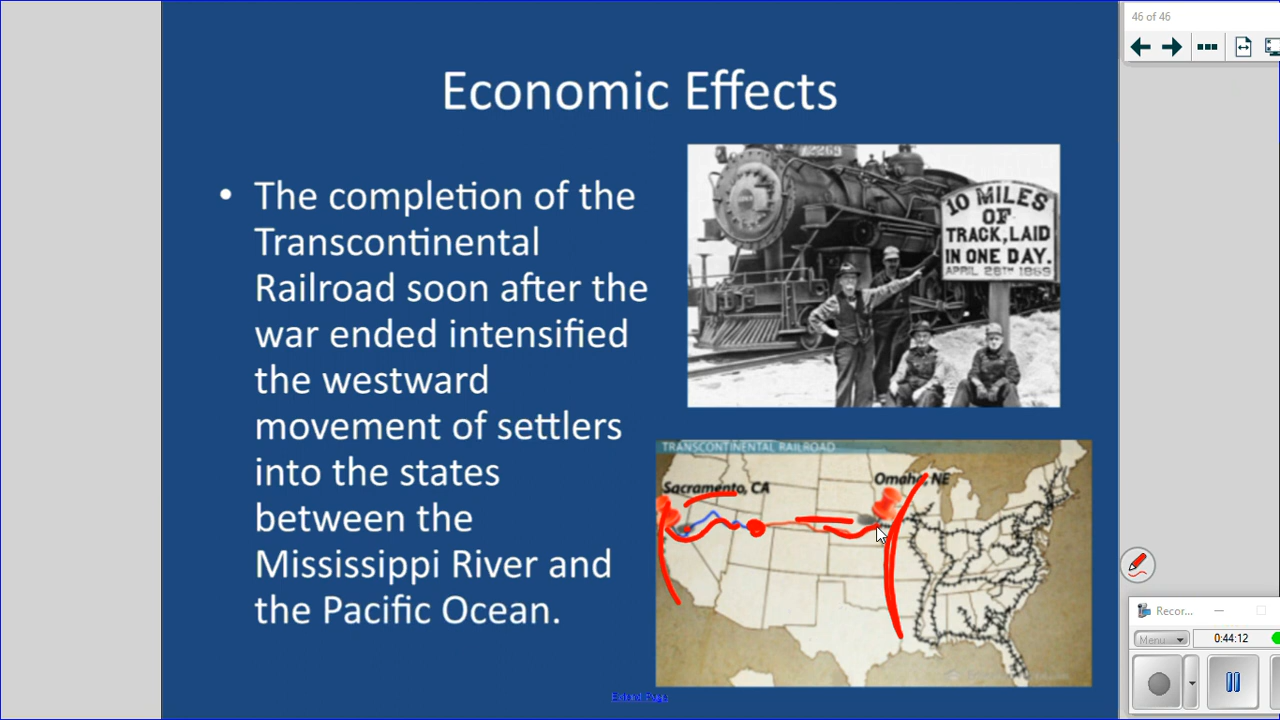 46 of 46
Economic Effects
• The completion of the
Transcontinental
Railroad soon after the
war ended intensified
the westward
movement of settlers
into the states
between the
Mississippi River and
the Pacific Ocean.
10 MILES
OF
TRACK, LAID
IN ONE DAY.
APRIL 28TH 1869
TRANSCONTINENTAL RAILROAD
Sacramento, CA
Omaha, NE
Extend Page
Recor...
Menu
0:44:12